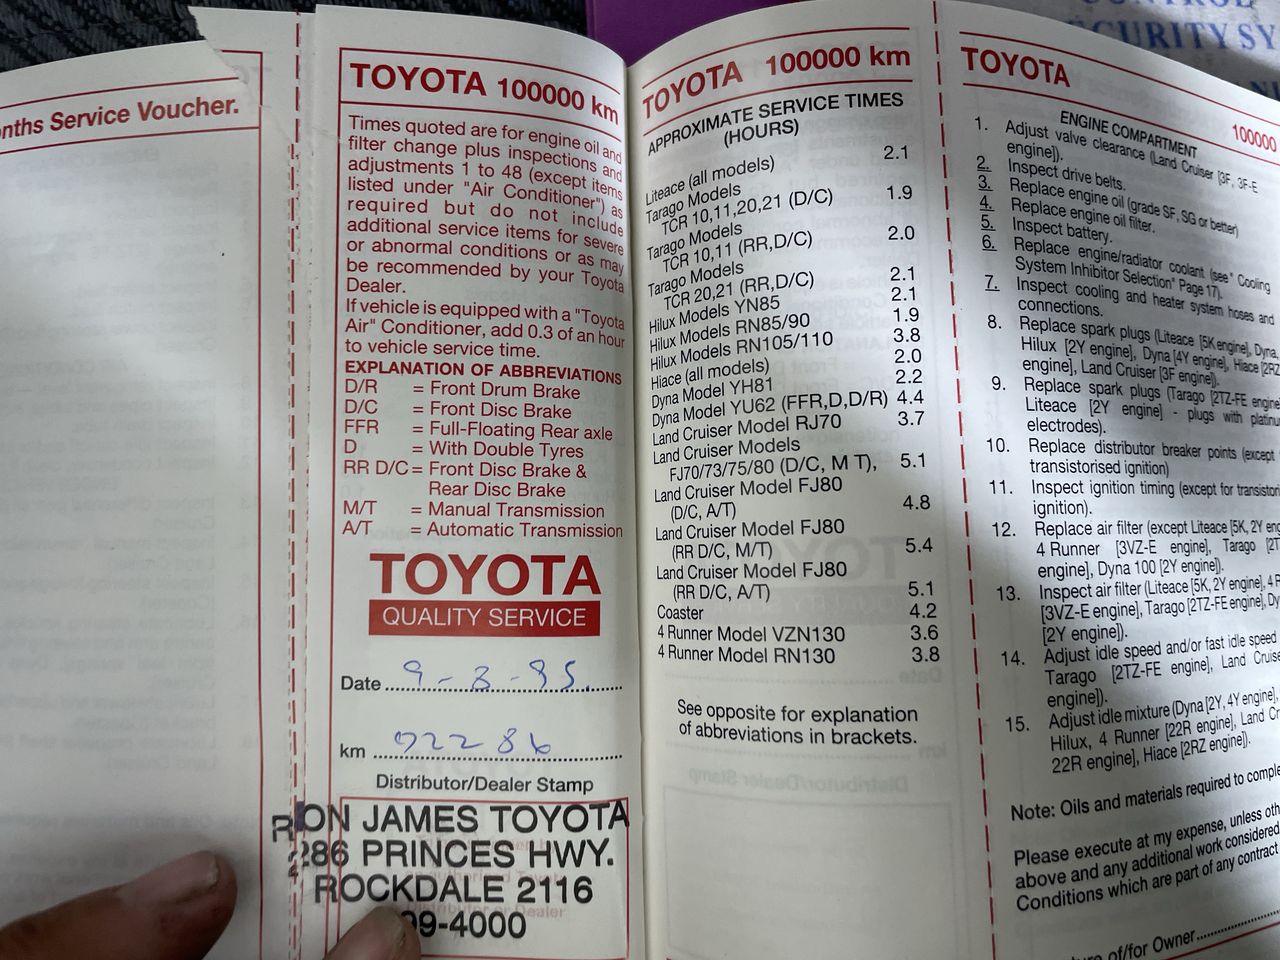 onths Service Voucher.
TOYOTA 100000 km
Times quoted are for engine oil and
filter change plus inspections and
adjustments 1 to 48 (except items
listed under "Air Conditioner") as
required but do not include
additional service items for severe
or abnormal conditions or as may
be recommended by your Toyota
Dealer.
If vehicle is equipped with a "Toyota
Air" Conditioner, add 0.3 of an hour
to vehicle service time.
EXPLANATION OF ABBREVIATIONS
D/R = Front Drum Brake
D/C = Front Disc Brake
FFR = Full-Floating Rear axle
D = With Double Tyres
RR D/C = Front Disc Brake &
Rear Disc Brake
M/T = Manual Transmission
A/T = Automatic Transmission
TOYOTA
QUALITY SERVICE
Date 9-8-95
km 92286
Distributor/Dealer Stamp
RON JAMES TOYOTA
286 PRINCES HWY.
ROCKDALE 2116
99-4000
TOYOTA 100000 km
APPROXIMATE SERVICE TIMES
(HOURS)
Liteace (all models) 2.1
Tarago Models
TCR 10,11,20,21 (D/C) 1.9
Tarago Models
TCR 10,11 (RR,D/C) 2.0
Tarago Models
TCR 20,21 (RR,D/C) 2.1
Hilux Models YN85 2.1
Hilux Models RN85/90 1.9
Hilux Models RN105/110 3.8
Hiace (all models) 2.0
Dyna Model YH81 2.2
Dyna Model YU62 (FFR,D,D/R) 4.4
Land Cruiser Model RJ70 3.7
Land Cruiser Models
FJ70/73/75/80 (D/C, M T), 5.1
Land Cruiser Model FJ80
(D/C, A/T) 4.8
Land Cruiser Model FJ80
(RR D/C, M/T) 5.4
Land Cruiser Model FJ80
(RR D/C, A/T) 5.1
Coaster 4.2
4 Runner Model VZN130 3.6
4 Runner Model RN130 3.8
See opposite for explanation
of abbreviations in brackets.
TOYOTA 100000
ENGINE COMPARTMENT
1. Adjust valve clearance (Land Cruiser [3F, 3F-E
engine]).
2. Inspect drive belts.
3. Replace engine oil (grade SF, SG or better)
4. Replace engine oil filter.
5. Inspect battery.
6. Replace engine/radiator coolant (see "Cooling
System Inhibitor Selection" Page 17).
7. Inspect cooling and heater system hoses and
connections.
8. Replace spark plugs (Liteace [5K engine], Dyna,
Hilux [2Y engine], Dyna [4Y engine], Hiace [2RZ
engine], Land Cruiser [3F engine]).
9. Replace spark plugs (Tarago [2TZ-FE engine
Liteace [2Y engine] - plugs with platinu
electrodes).
10. Replace distributor breaker points (except
transistorised ignition)
11. Inspect ignition timing (except for transistori
ignition).
12. Replace air filter (except Liteace [5K, 2Y eng
4 Runner [3VZ-E engine], Tarago [2T
engine], Dyna 100 [2Y engine]).
13. Inspect air filter (Liteace [5K, 2Y engine], 4 R
[3VZ-E engine], Tarago [2TZ-FE engine], Dy
[2Y engine]).
14. Adjust idle speed and/or fast idle speed
Tarago [2TZ-FE engine], Land Cruise
engine]).
15. Adjust idle mixture (Dyna [2Y, 4Y engine],
Hilux, 4 Runner [22R engine], Land Cr
22R engine], Hiace [2RZ engine]).
Note: Oils and materials required to comple
Please execute at my expense, unless oth
above and any additional work considered
Conditions which are part of any contract
of/for Owner
CONTROL
SECURITY SY